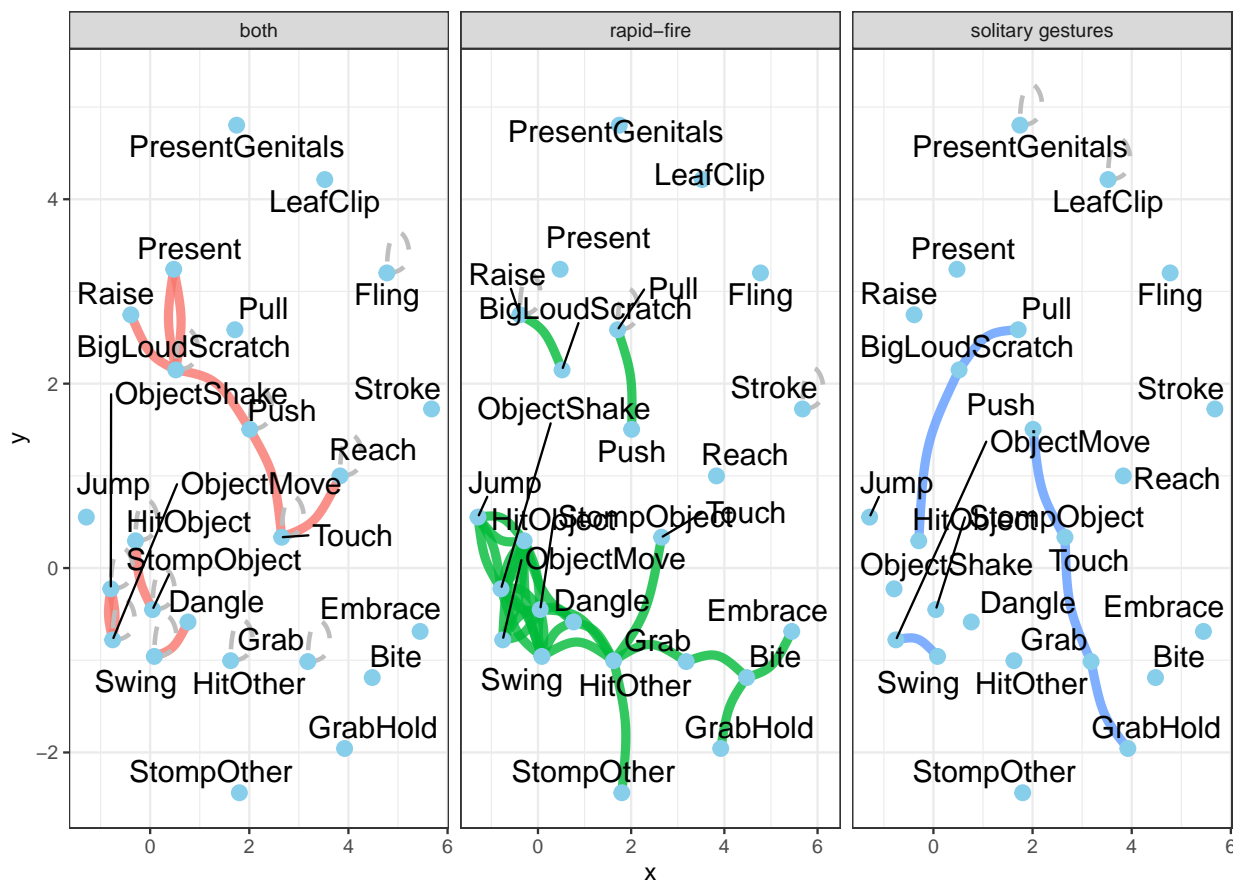 both
rapid−fire
solitary gestures
PresentGenitals
LeafClip
Present
Fling
Raise
Pull
BigLoudScratch
ObjectShake
Stroke
Push
Reach
Jump
ObjectMove
HitObject
Touch
StompObject
Dangle
Embrace
Grab
Bite
Swing
HitOther
GrabHold
StompOther
PresentGenitals
LeafClip
Present
Raise
Pull
Fling
BigLoudScratch
Stroke
ObjectShake
Push
Reach
Jump
HitObject
StompObject
Touch
ObjectMove
Dangle
Embrace
Grab
Bite
Swing
HitOther
GrabHold
StompOther
PresentGenitals
LeafClip
Present
Raise
Pull
Fling
BigLoudScratch
Stroke
Push
ObjectMove
Jump
Reach
HitObject
StompObject
ObjectShake
Touch
Dangle
Embrace
Grab
Bite
Swing
HitOther
GrabHold
StompOther
4
2
0
−2
y
0 2 4 6
0 2 4 6
0 2 4 6
x